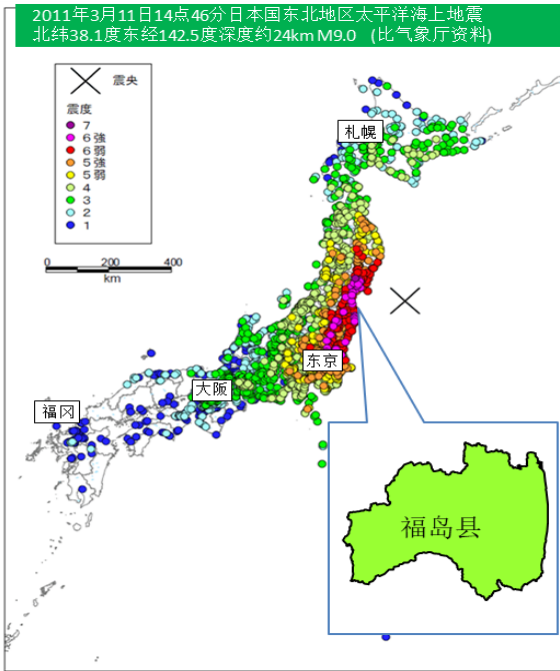 2011年3月11日14点46分日本国东北地区太平洋海上地震
北纬38.1度东经142.5度深度约24km M9.0 (比气象厅资料)
震央
震度
7
6強
6弱
5強
5弱
4
3
2
1
0 200 400
km
札幌
东京
大阪
福冈
福岛县